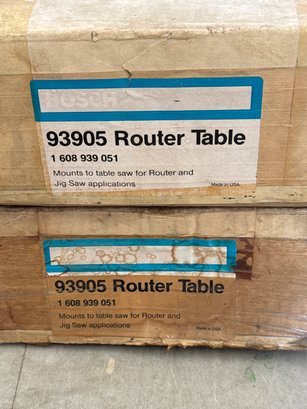 BOSCH
93905 Router Table
1 608 939 051
Mounts to table saw for Router and
Jig Saw applications
Made in USA
93905 Router Table
1 608 939 051
Mounts to table saw for Router and
Jig Saw applications
Made in USA